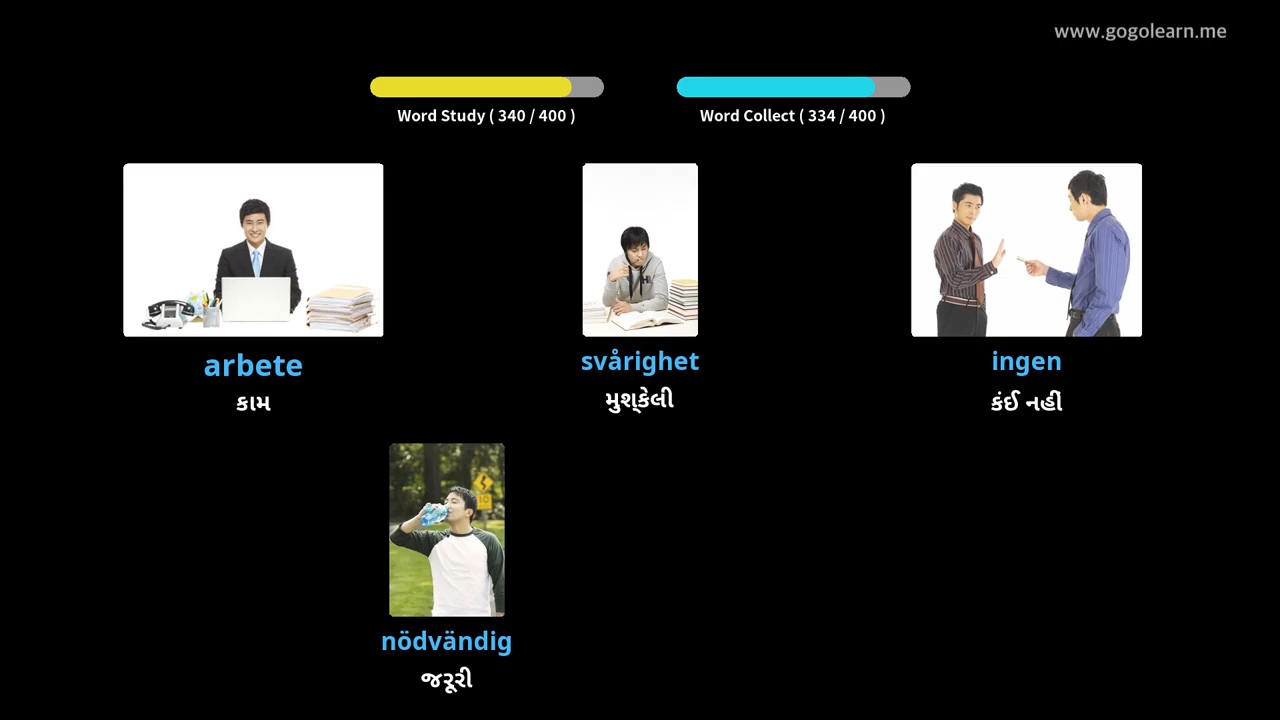 www.gogolearn.me
Word Study ( 340 / 400 )
Word Collect ( 334 / 400 )
arbete
કામ
svårighet
મુશ્કેલી
ingen
કંઈ નહીં
nödvändig
જરૂરી